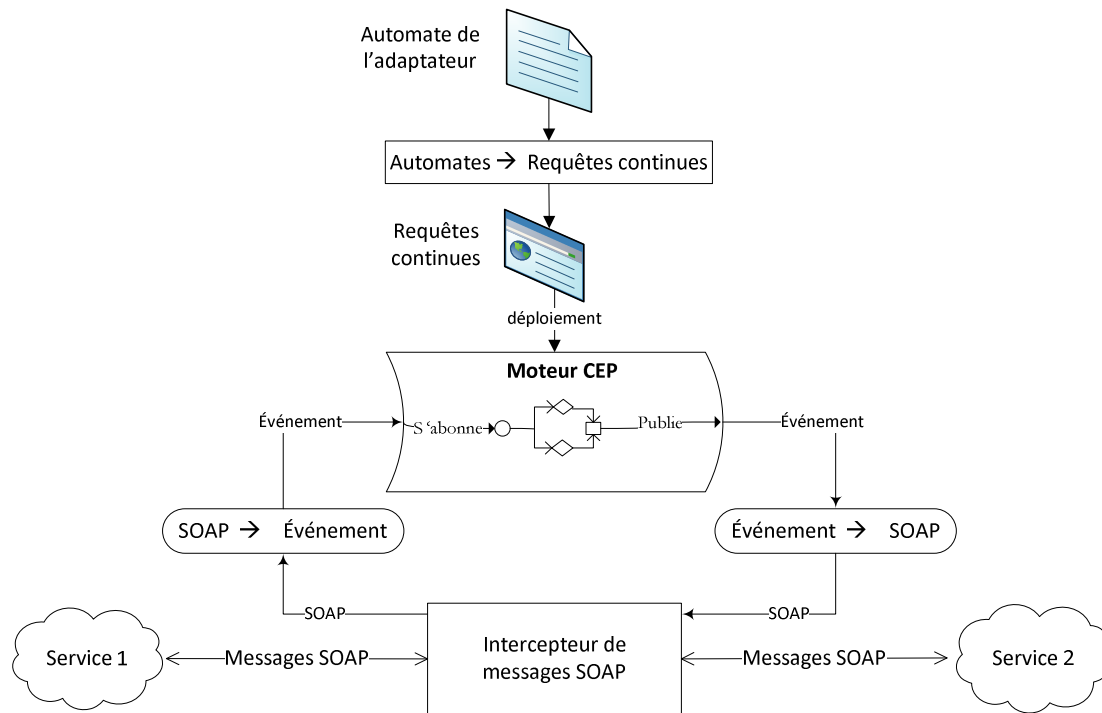 Automate de
l’adaptateur
Automates → Requêtes continues
Requêtes
continues
déploiement
Moteur CEP
Événement
S ‘abonne
Publie
Événement
SOAP → Événement
Événement → SOAP
SOAP
SOAP
Service 1
Messages SOAP
Intercepteur de
messages SOAP
Messages SOAP
Service 2